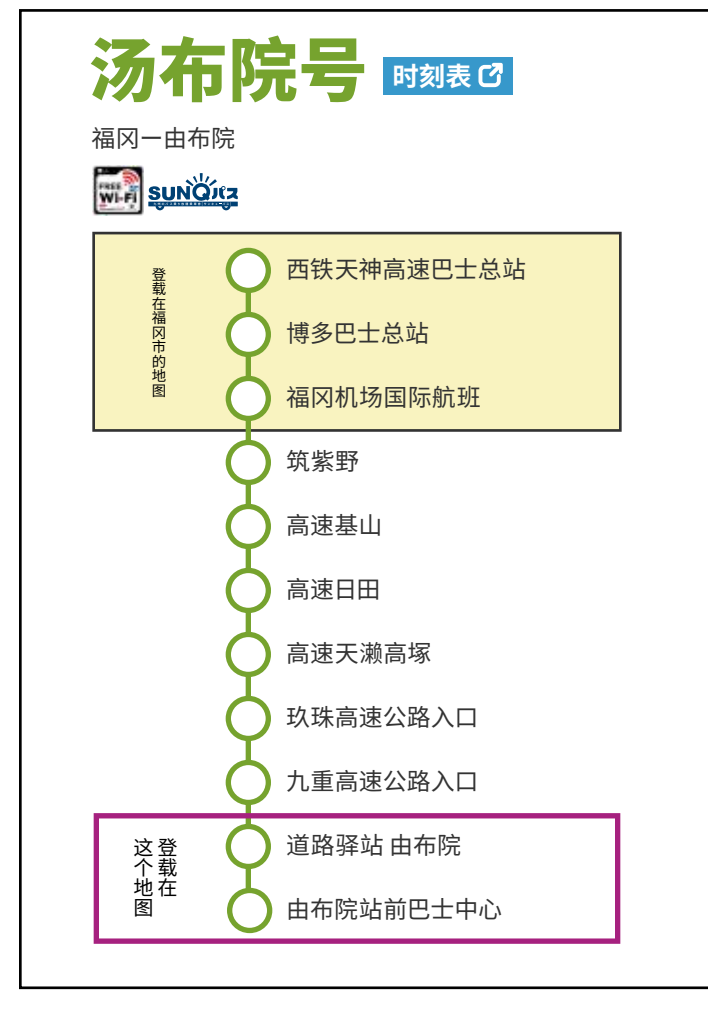 汤布院号
时刻表
福冈ー由布院
FREE
Wi-Fi
SUNQパス
登载在福冈市的地图
西铁天神高速巴士总站
博多巴士总站
福冈机场国际航班
筑紫野
高速基山
高速日田
高速天濑高塚
玖珠高速公路入口
九重高速公路入口
登载在
这个地图
道路驿站 由布院
由布院站前巴士中心